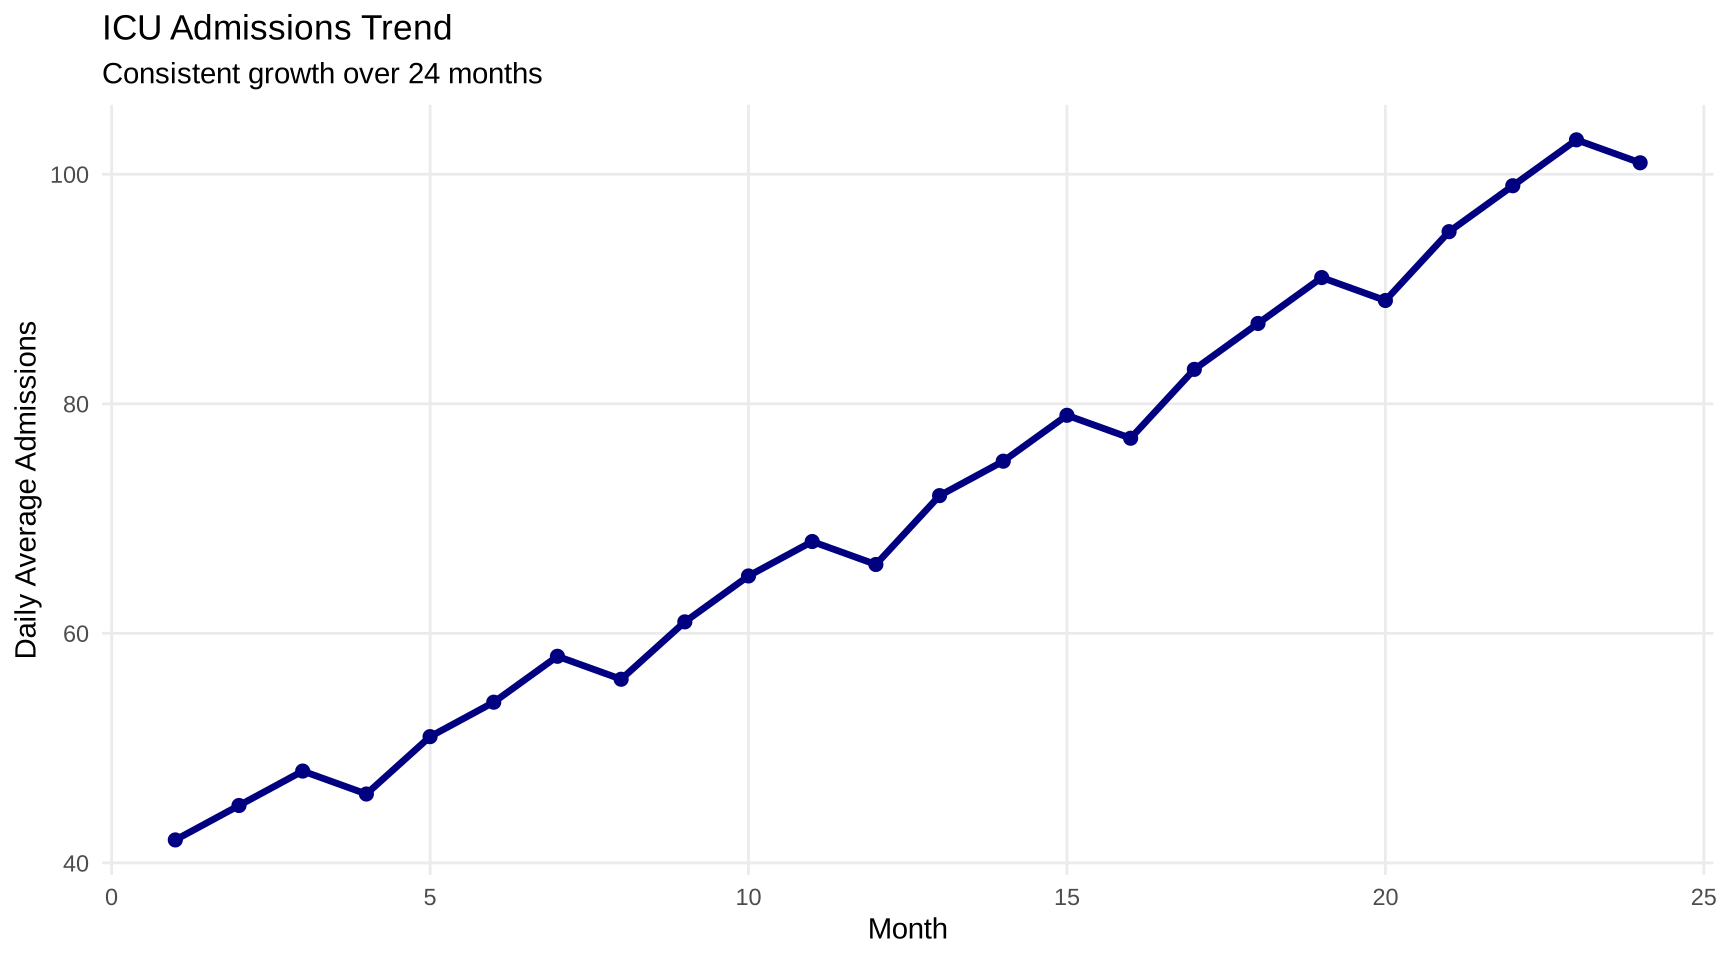 ICU Admissions Trend
Consistent growth over 24 months
Daily Average Admissions
100
80
60
40
0 5 10 15 20 25
Month